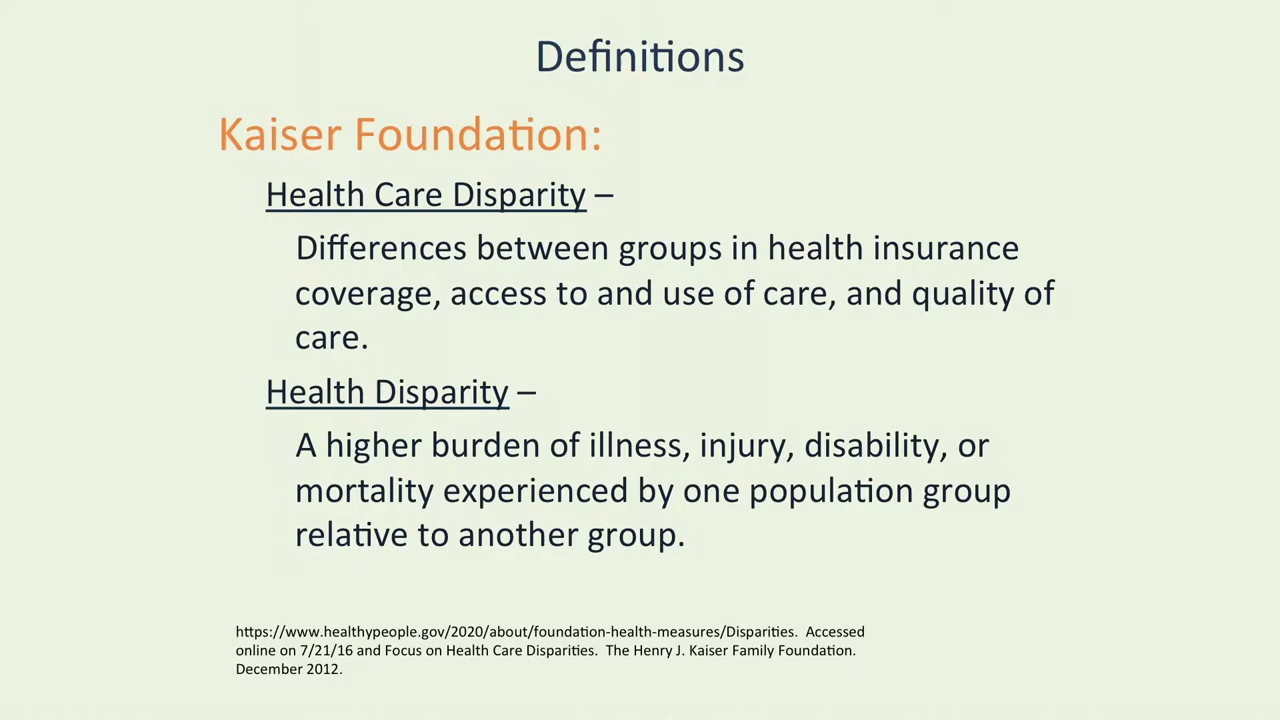 Definitions
Kaiser Foundation:
Health Care Disparity –
Differences between groups in health insurance
coverage, access to and use of care, and quality of
care.
Health Disparity –
A higher burden of illness, injury, disability, or
mortality experienced by one population group
relative to another group.
https://www.healthypeople.gov/2020/about/foundation-health-measures/Disparities.  Accessed
online on 7/21/16 and Focus on Health Care Disparities.  The Henry J. Kaiser Family Foundation.
December 2012.